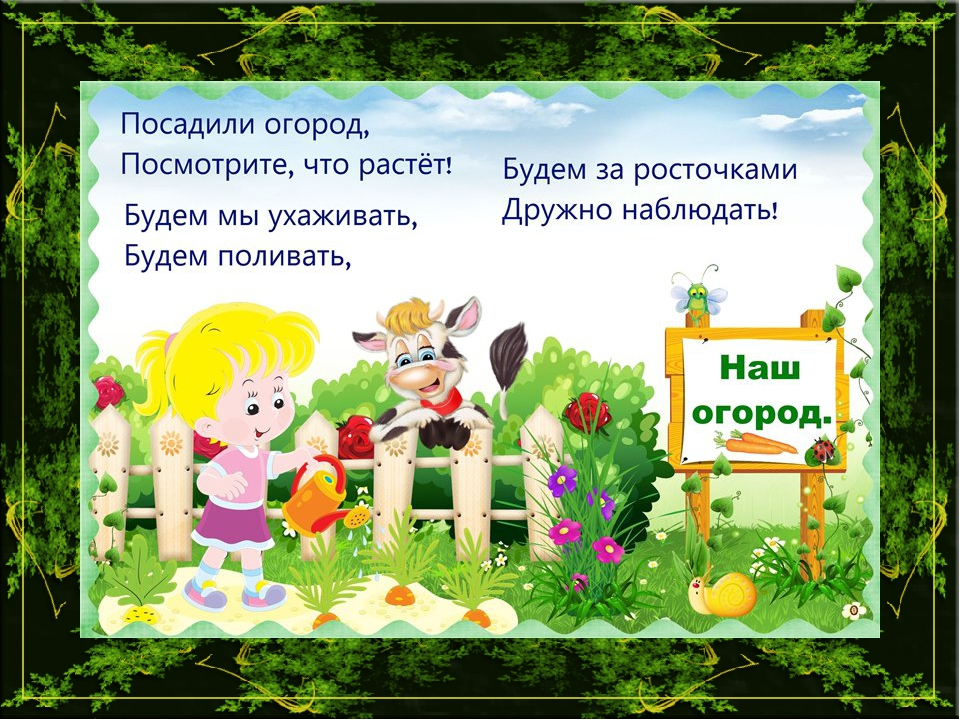 Посадили огород,
Посмотрите, что растёт!
Будем мы ухаживать,
Будем поливать,
Будем за росточками
Дружно наблюдать!
Наш
огород.